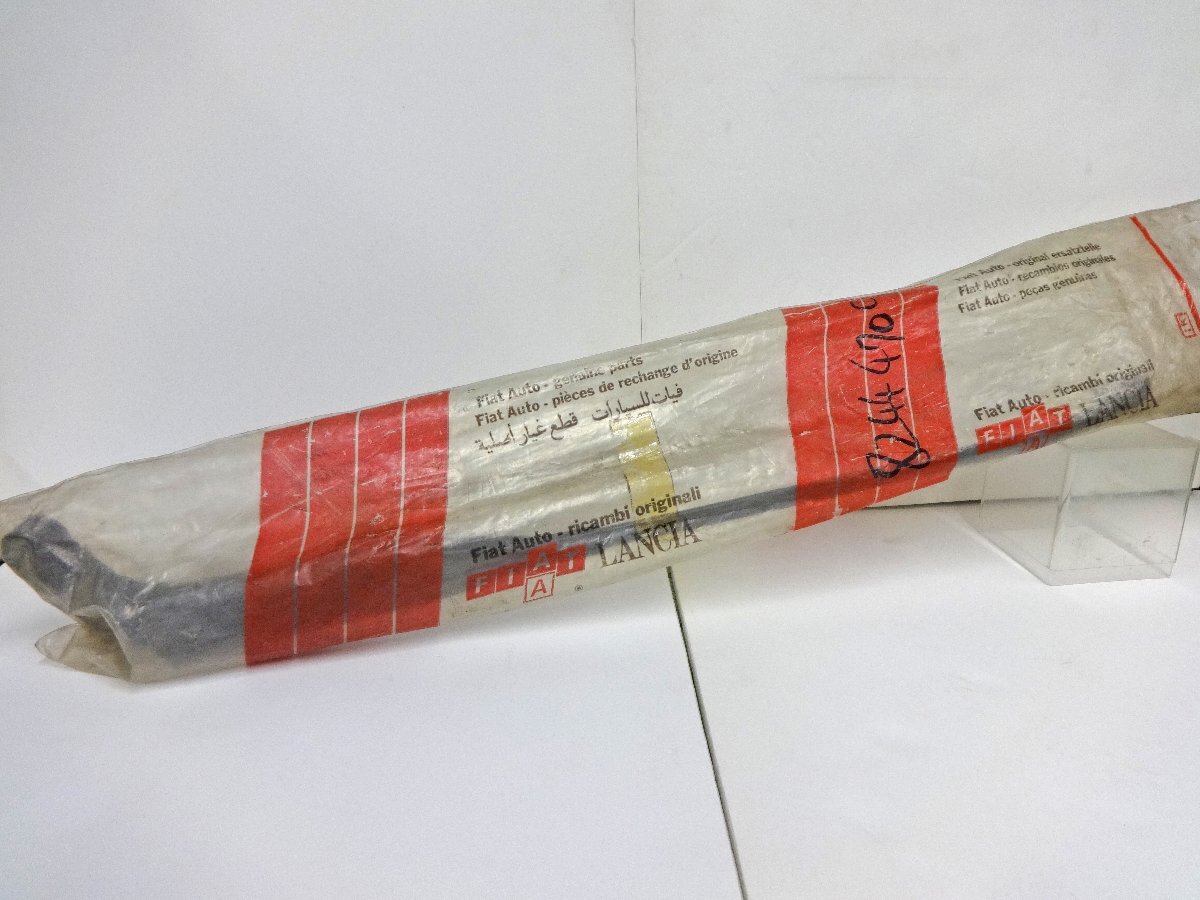 Fiat Auto - genuine parts
Fiat Auto - pièces de rechange d'origine
فيات للسيارات قطع غيار أصلية
Fiat Auto - ricambi originali
FIAT LANCIA
A
®
8244 470
Fiat Auto - original ersatzteile
Fiat Auto - recambios originales
Fiat Auto - peças genuinas
Fiat Auto - ricambi originali
FIAT LANCIA